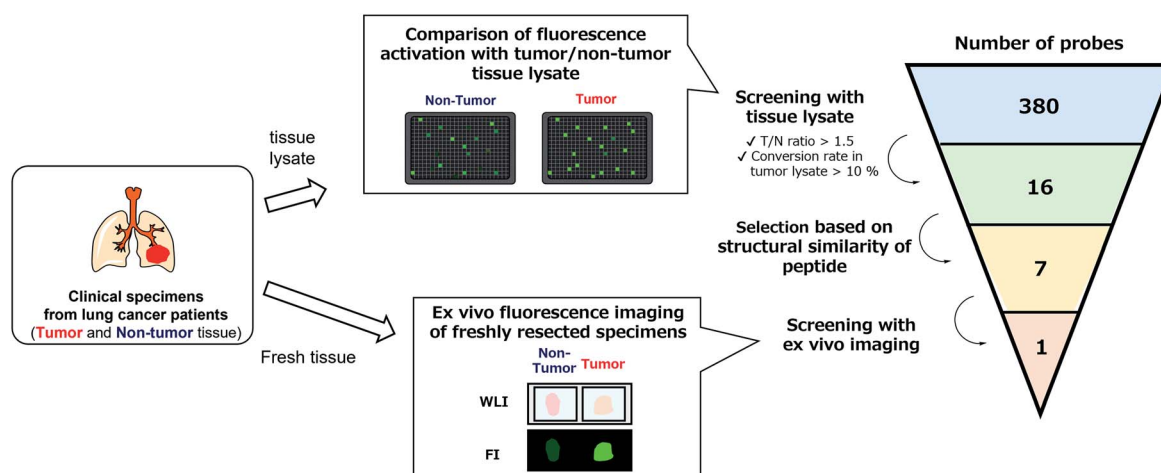 Clinical specimens
from lung cancer patients
(Tumor and Non-tumor tissue)
tissue
lysate
Fresh tissue
Comparison of fluorescence
activation with tumor/non-tumor
tissue lysate
Non-Tumor
Tumor
Ex vivo fluorescence imaging
of freshly resected specimens
Non-
Tumor
Tumor
WLI
FI
Screening with
tissue lysate
✓ T/N ratio > 1.5
✓ Conversion rate in
tumor lysate > 10 %
Selection based on
structural similarity of
peptide
Screening with
ex vivo imaging
Number of probes
380
16
7
1